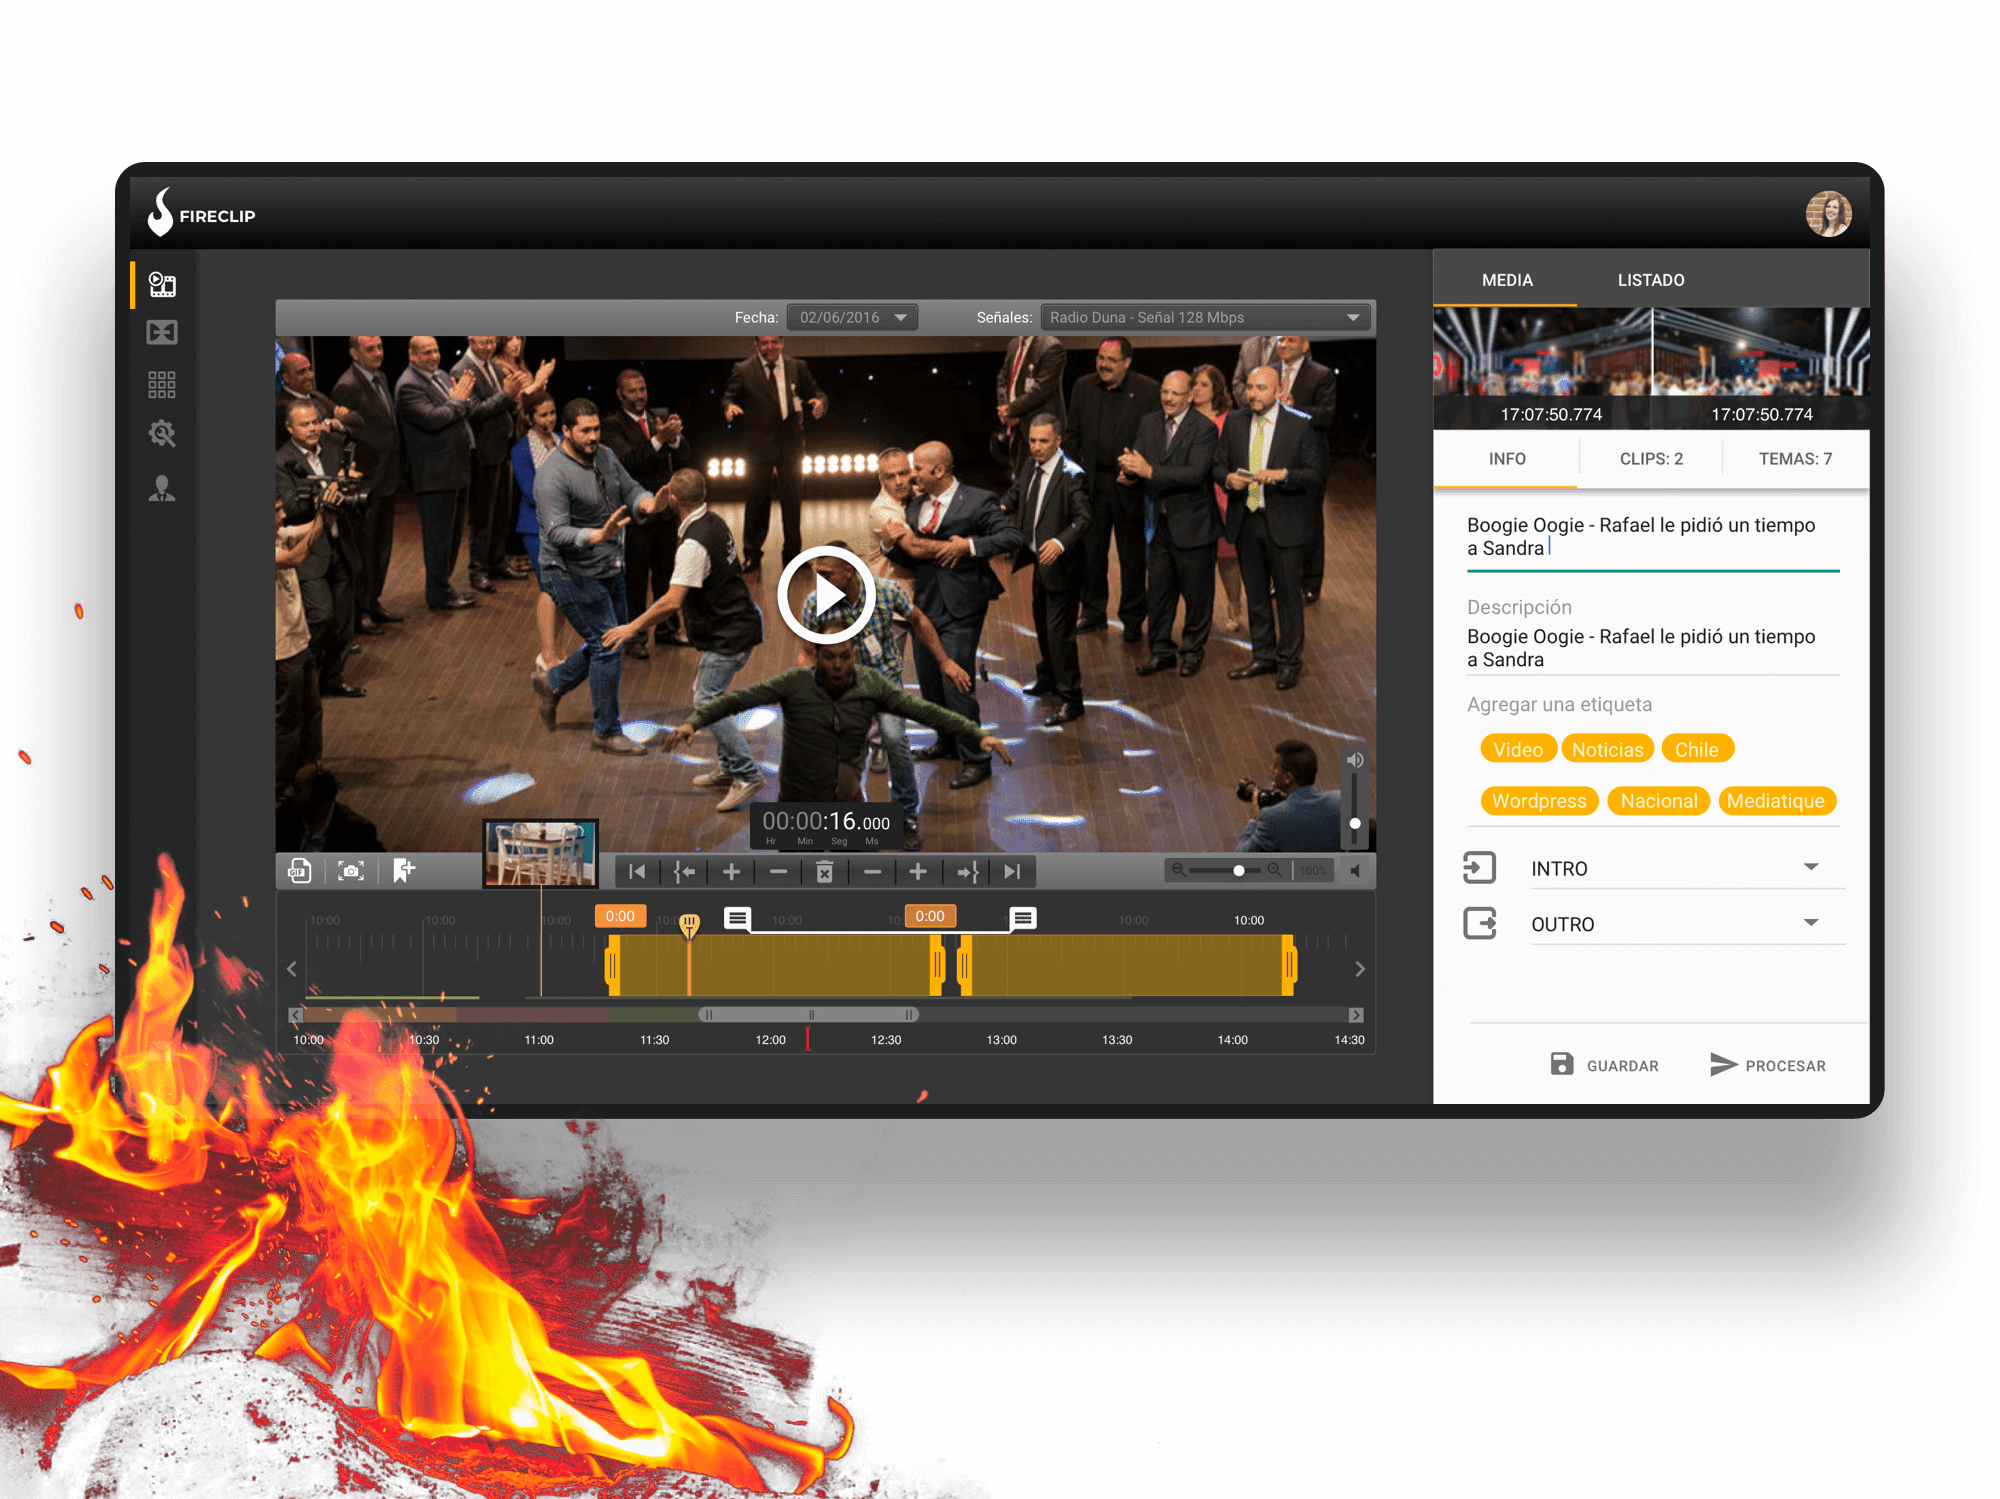 FIRECLIP
Fecha: 02/06/2016 Señales: Radio Duna - Señal 128 Mbps
00:00:16.000
Hr Min Seg Ms
GIF
100%
10:00 10:00 10:00 0:00 10:0 10:00 10: 0:00 10:00 10:00
10:00 10:30 11:00 11:30 12:00 12:30 13:00 13:30 14:00 14:30
MEDIA LISTADO
17:07:50.774 17:07:50.774
INFO CLIPS: 2 TEMAS: 7
Boogie Oogie - Rafael le pidió un tiempo
a Sandra
Descripción
Boogie Oogie - Rafael le pidió un tiempo
a Sandra
Agregar una etiqueta
Video Noticias Chile
Wordpress Nacional Mediatique
INTRO
OUTRO
GUARDAR PROCESAR